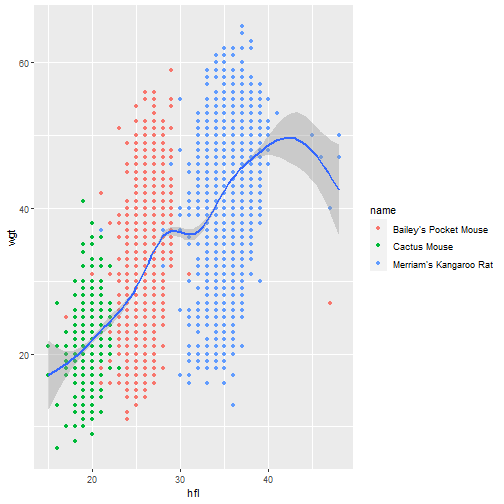 60
40
20
wgt
20
30
40
hfl
name
Bailey's Pocket Mouse
Cactus Mouse
Merriam's Kangaroo Rat